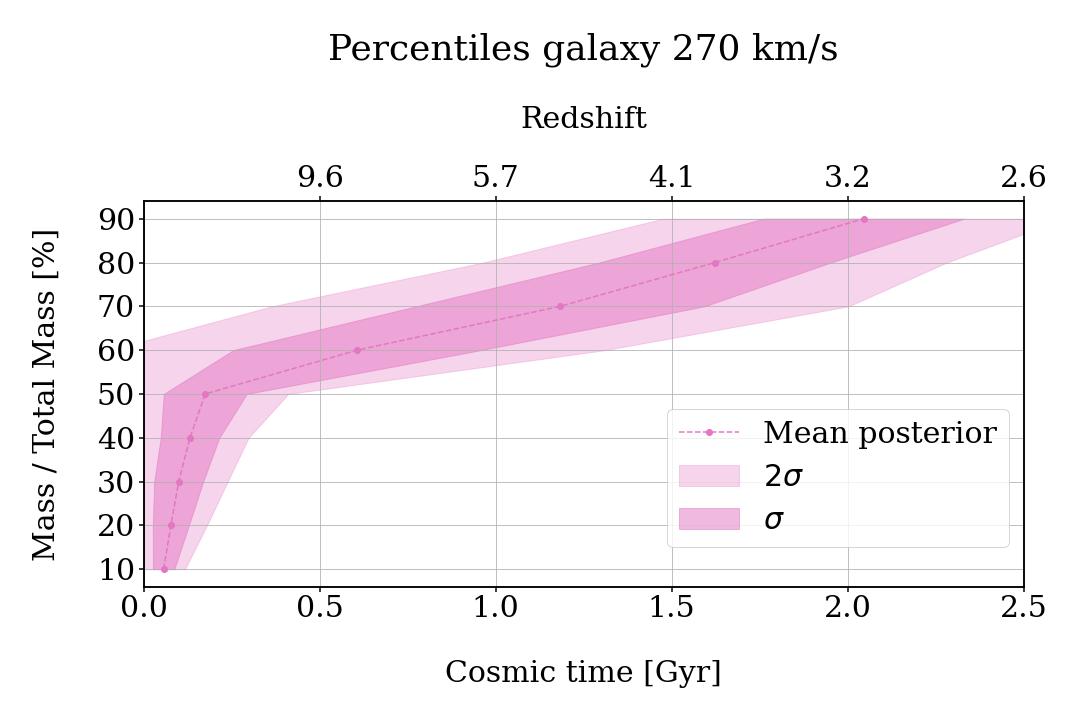 Percentiles galaxy 270 km/s
Redshift
9.6 5.7 4.1 3.2 2.6
Mass / Total Mass [%]
90
80
70
60
50
40
30
20
10
Mean posterior
2σ
σ
0.0 0.5 1.0 1.5 2.0 2.5
Cosmic time [Gyr]